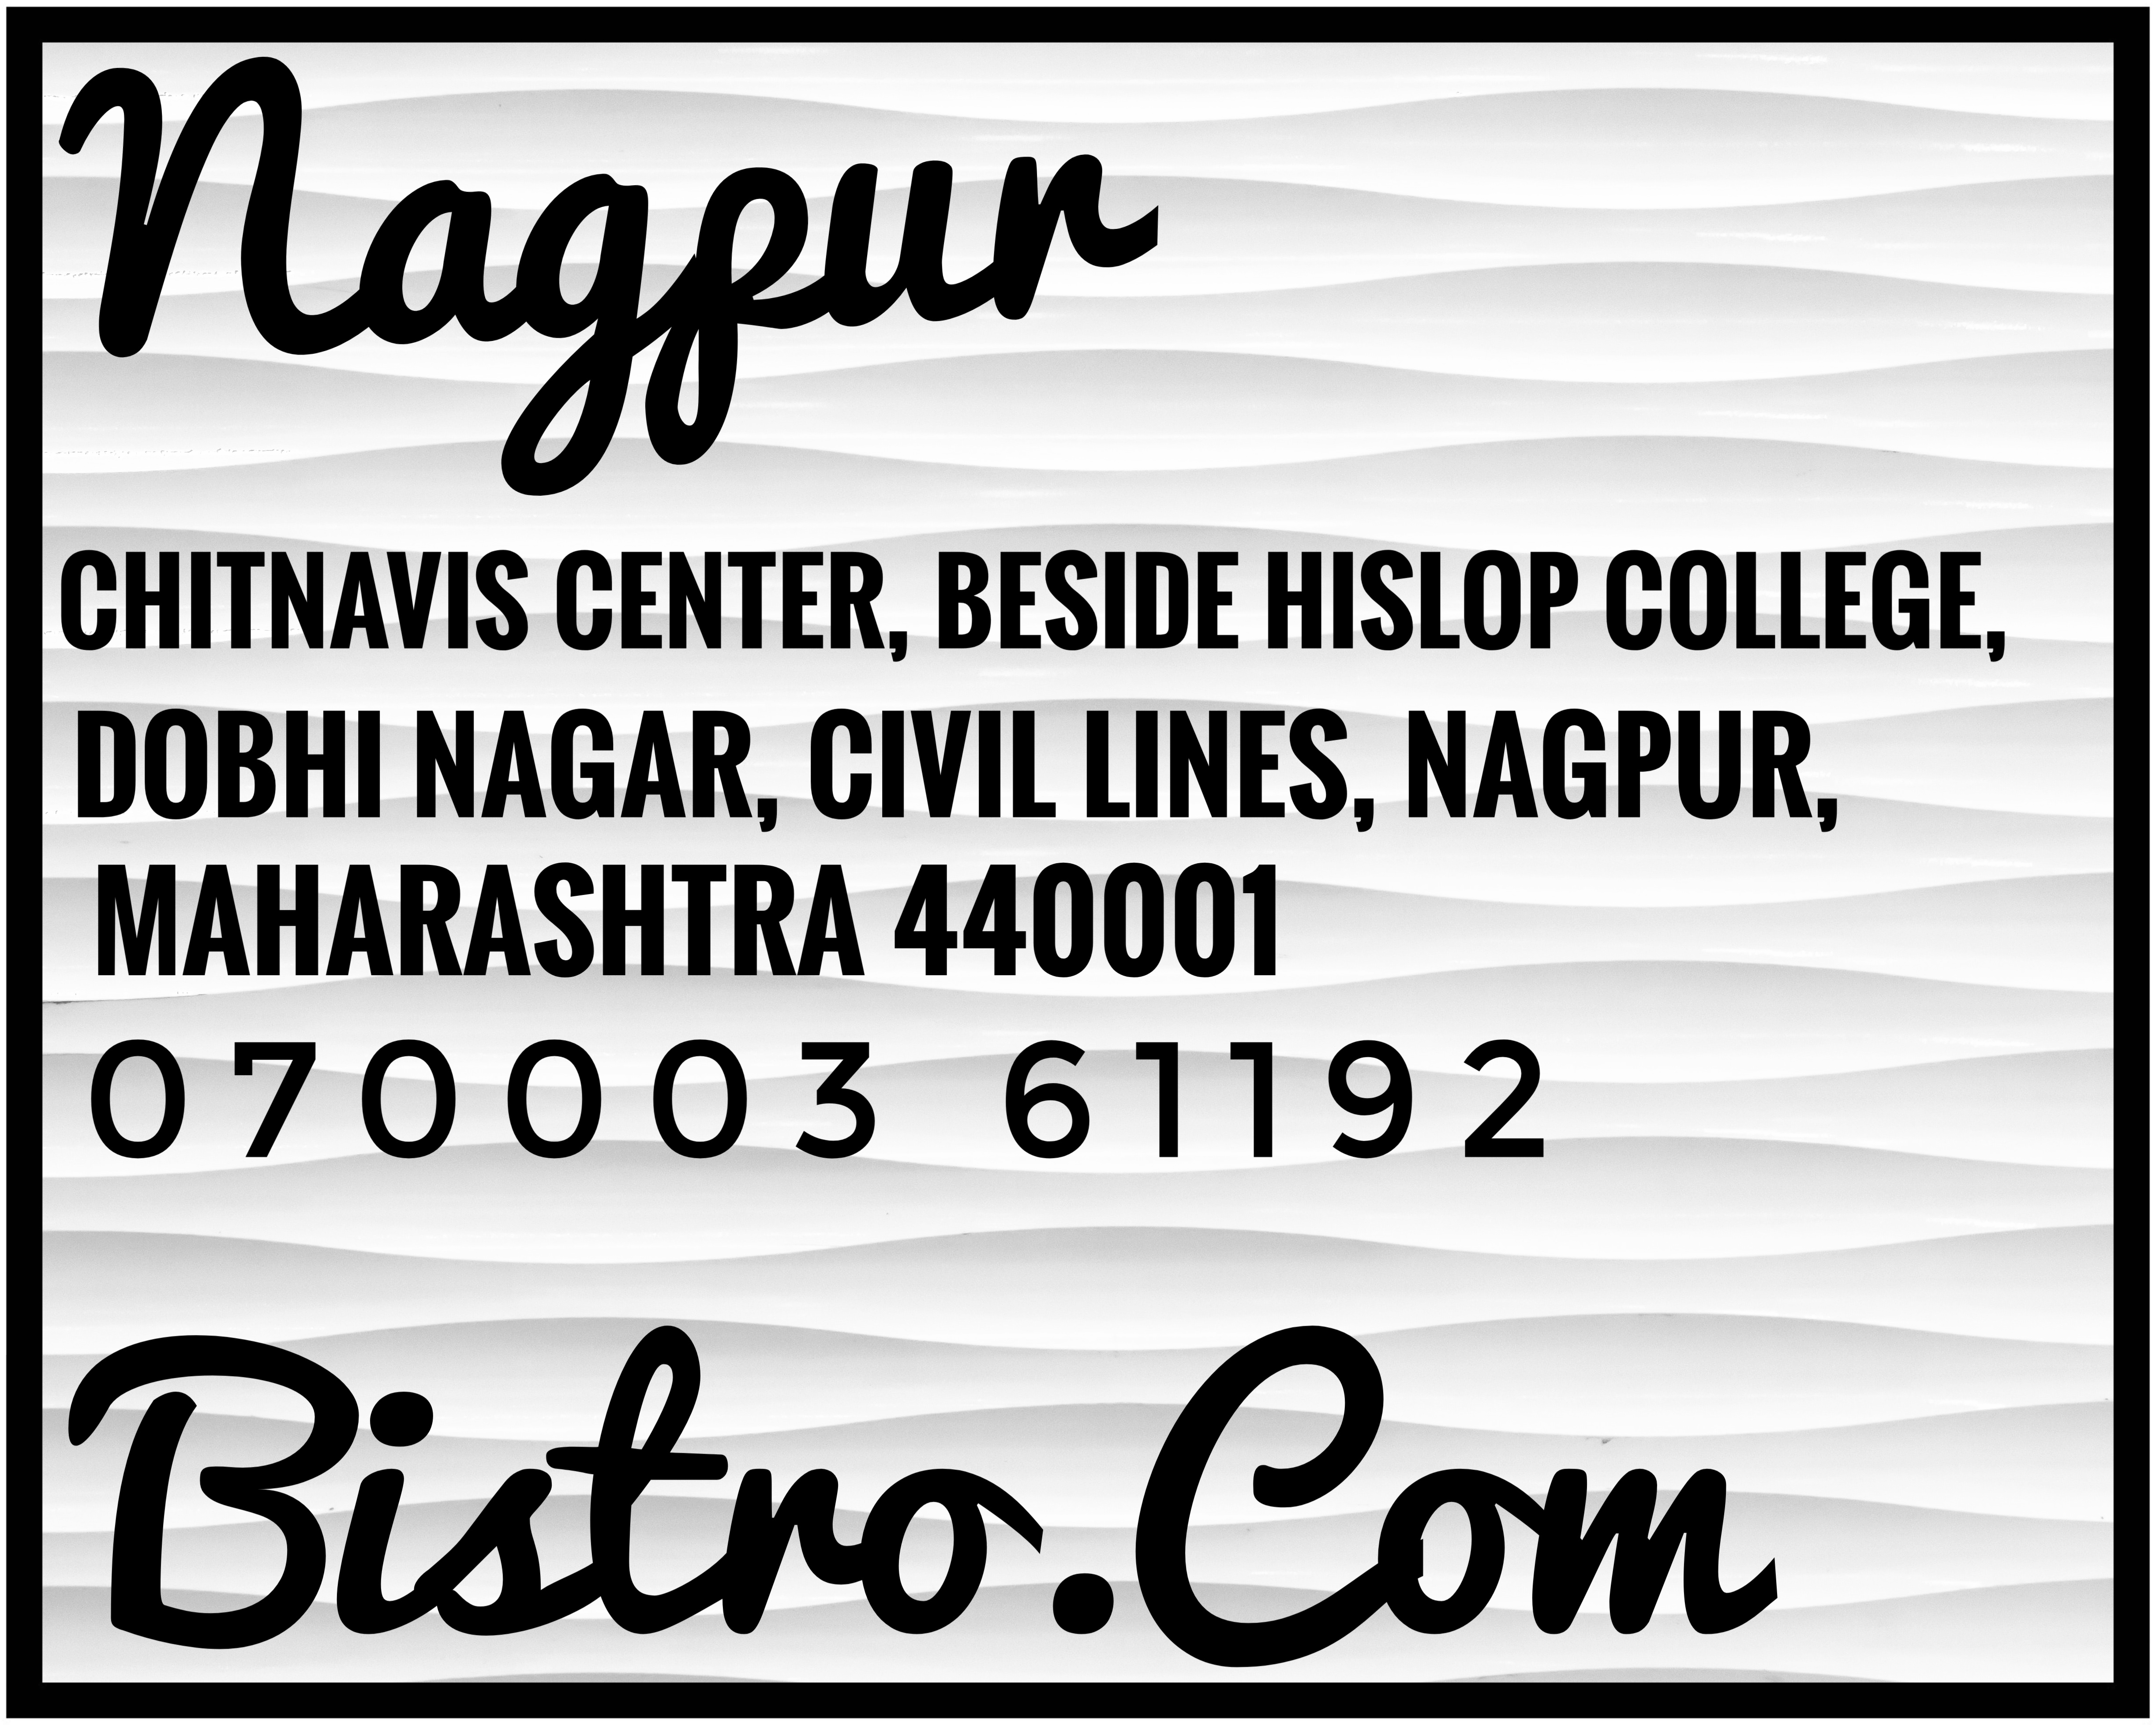 Nagpur
CHITNAVIS CENTER, BESIDE HISLOP COLLEGE,
DOBHI NAGAR, CIVIL LINES, NAGPUR,
MAHARASHTRA 440001
070003 61192
Bistro.Com